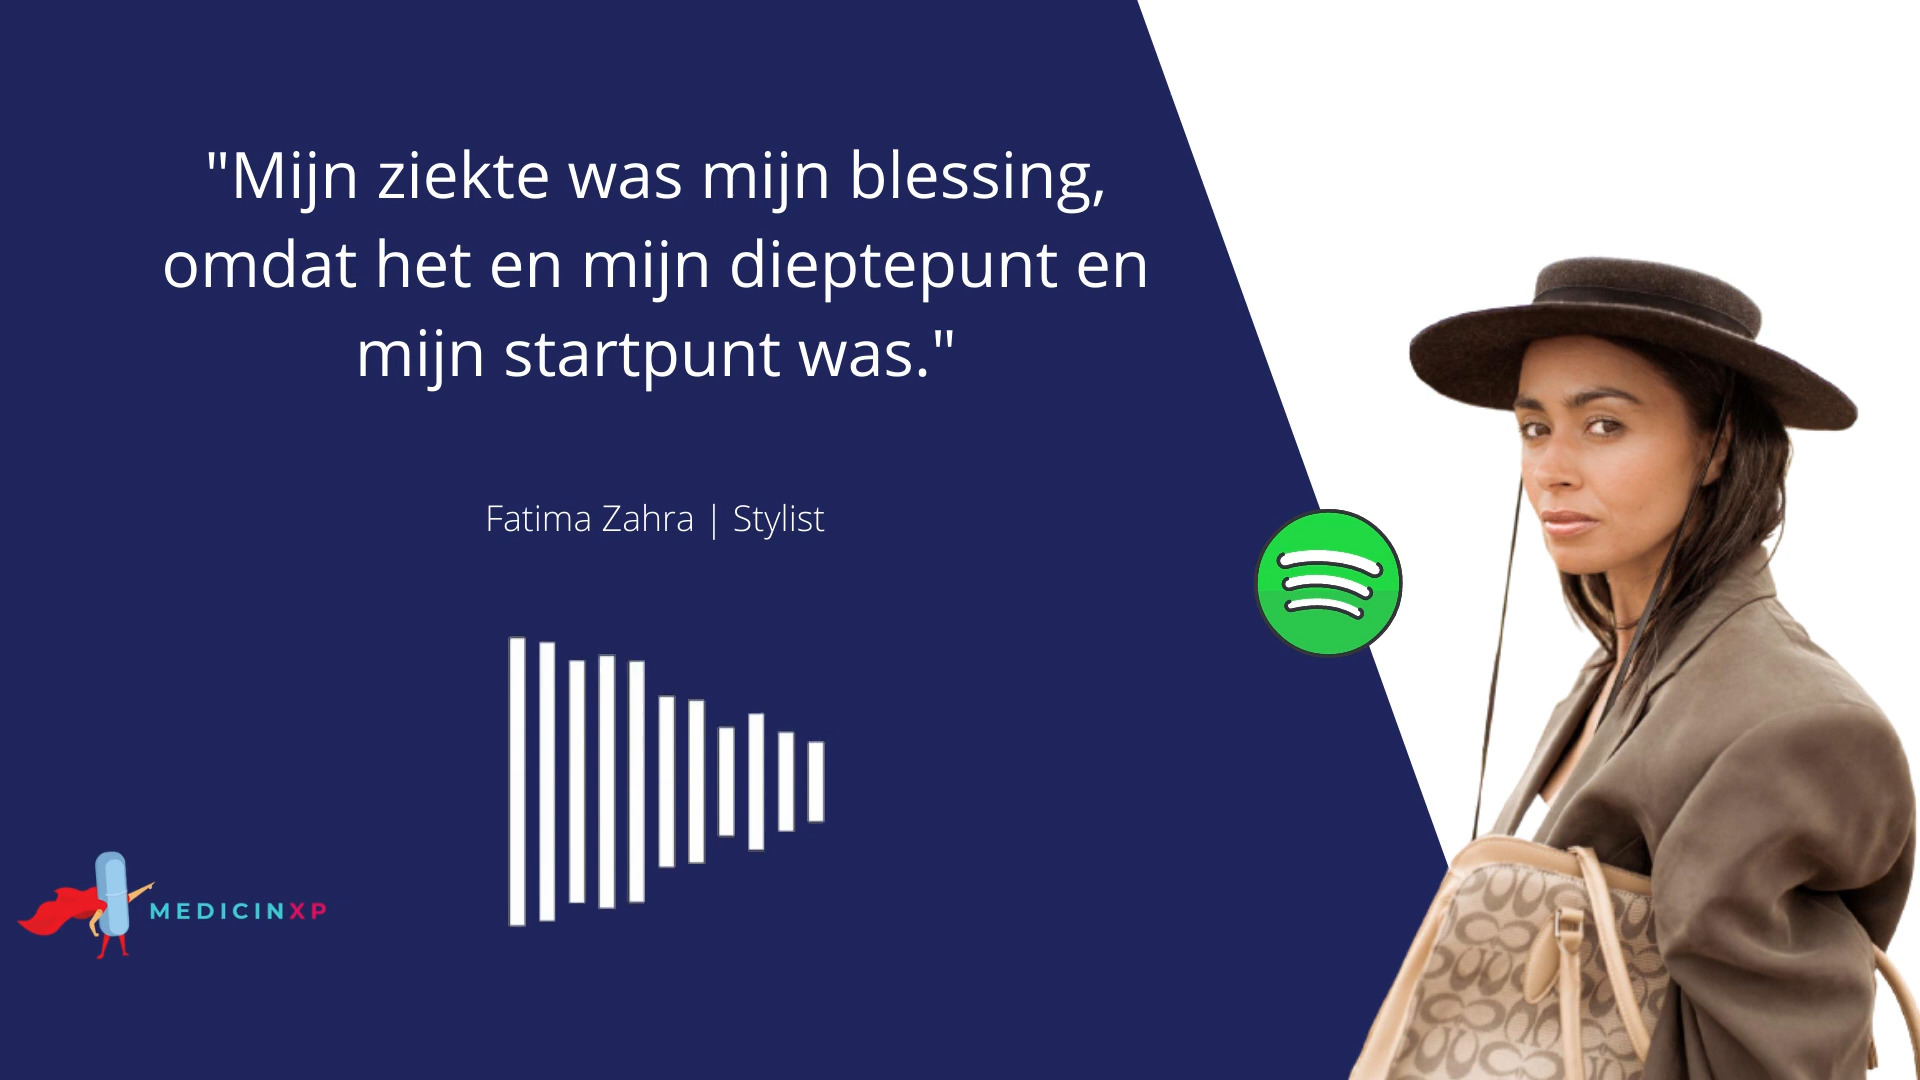 "Mijn ziekte was mijn blessing,
omdat het en mijn dieptepunt en
mijn startpunt was."
Fatima Zahra | Stylist
MEDICINXP